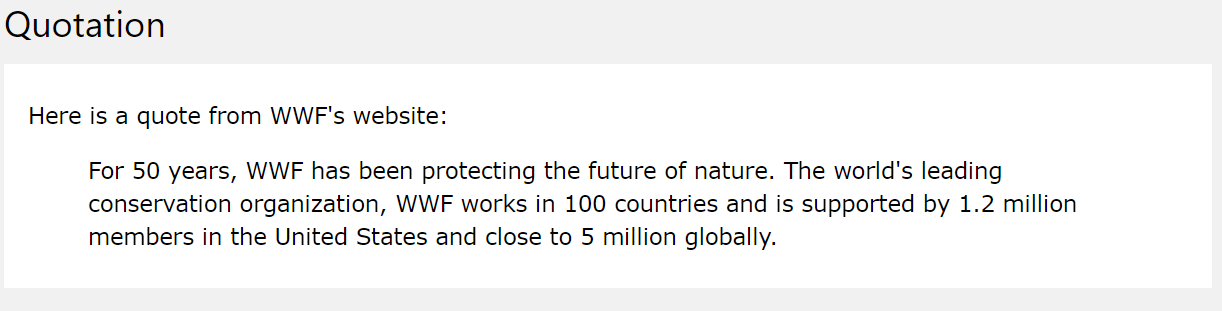 Quotation
Here is a quote from WWF's website:
For 50 years, WWF has been protecting the future of nature. The world's leading
conservation organization, WWF works in 100 countries and is supported by 1.2 million
members in the United States and close to 5 million globally.